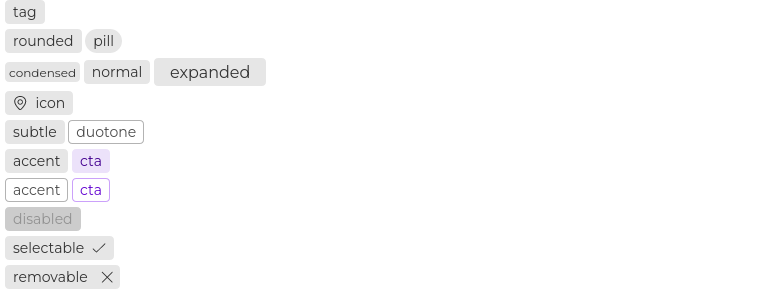 tag
rounded pill
condensed normal expanded
icon
subtle duotone
accent cta
accent cta
disabled
selectable
removable